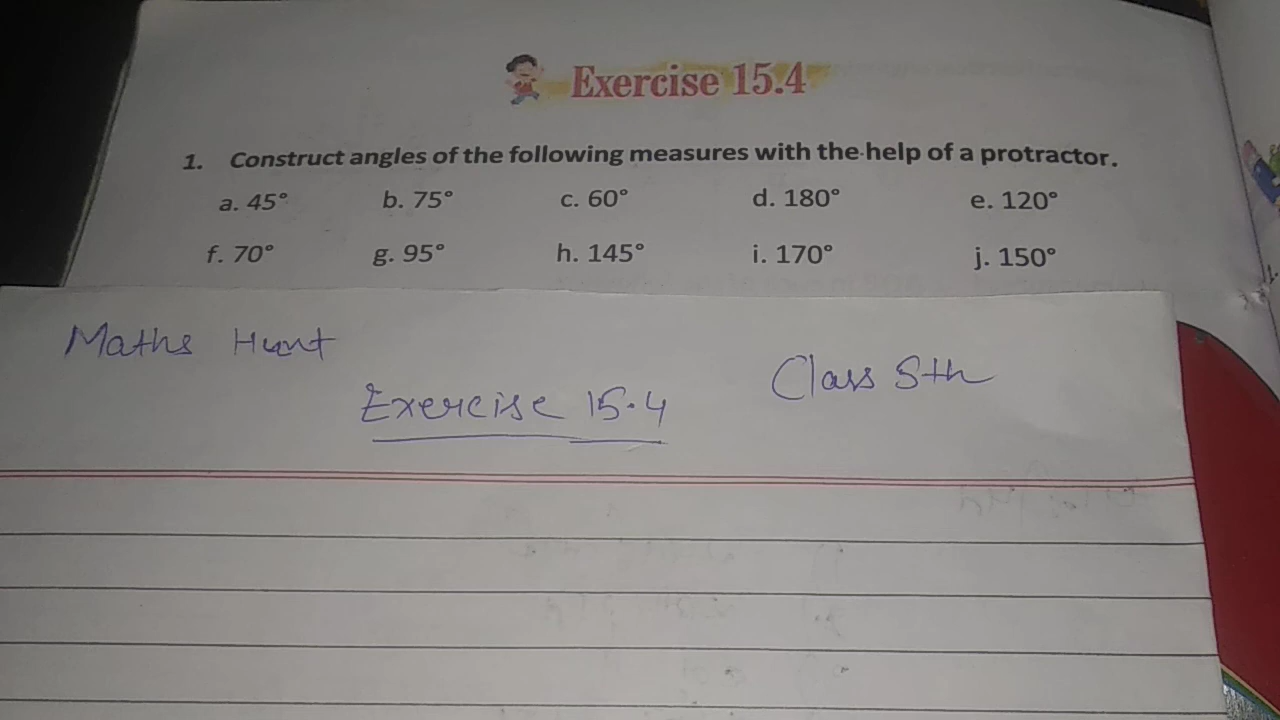 Exercise 15.4
1. Construct angles of the following measures with the help of a protractor.
a. 45° b. 75° c. 60° d. 180° e. 120°
f. 70° g. 95° h. 145° i. 170° j. 150°
Maths Hunt
Class 5th
Exercise 15.4